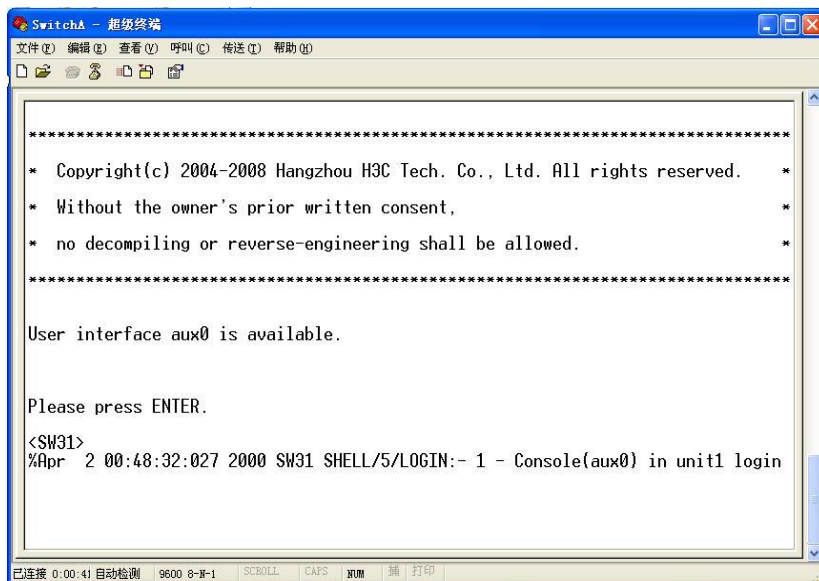 SwitchA - 超级终端
文件(F) 编辑(E) 查看(V) 呼叫(C) 传送(T) 帮助(H)
*********************************************************************************
* Copyright(c) 2004-2008 Hangzhou H3C Tech. Co., Ltd. All rights reserved. *
* Without the owner's prior written consent, *
* no decompiling or reverse-engineering shall be allowed. *
*********************************************************************************
User interface aux0 is available.
Please press ENTER.
<SW31>
%Apr 2 00:48:32:027 2000 SW31 SHELL/5/LOGIN:- 1 - Console(aux0) in unit1 login
已连接 0:00:41 自动检测 9600 8-N-1 SCROLL CAPS NUM 捕 打印